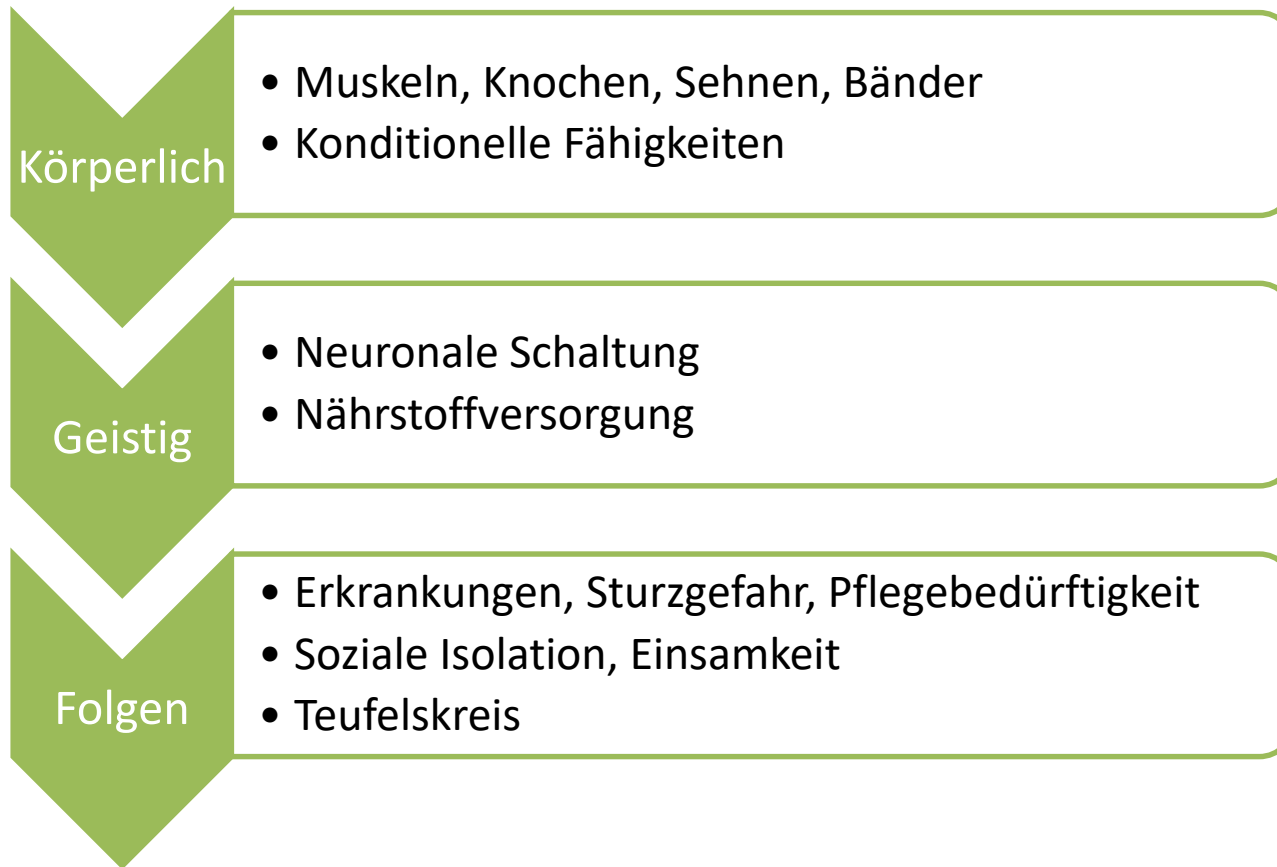 Körperlich
• Muskeln, Knochen, Sehnen, Bänder
• Konditionelle Fähigkeiten
Geistig
• Neuronale Schaltung
• Nährstoffversorgung
Folgen
• Erkrankungen, Sturzgefahr, Pflegebedürftigkeit
• Soziale Isolation, Einsamkeit
• Teufelskreis